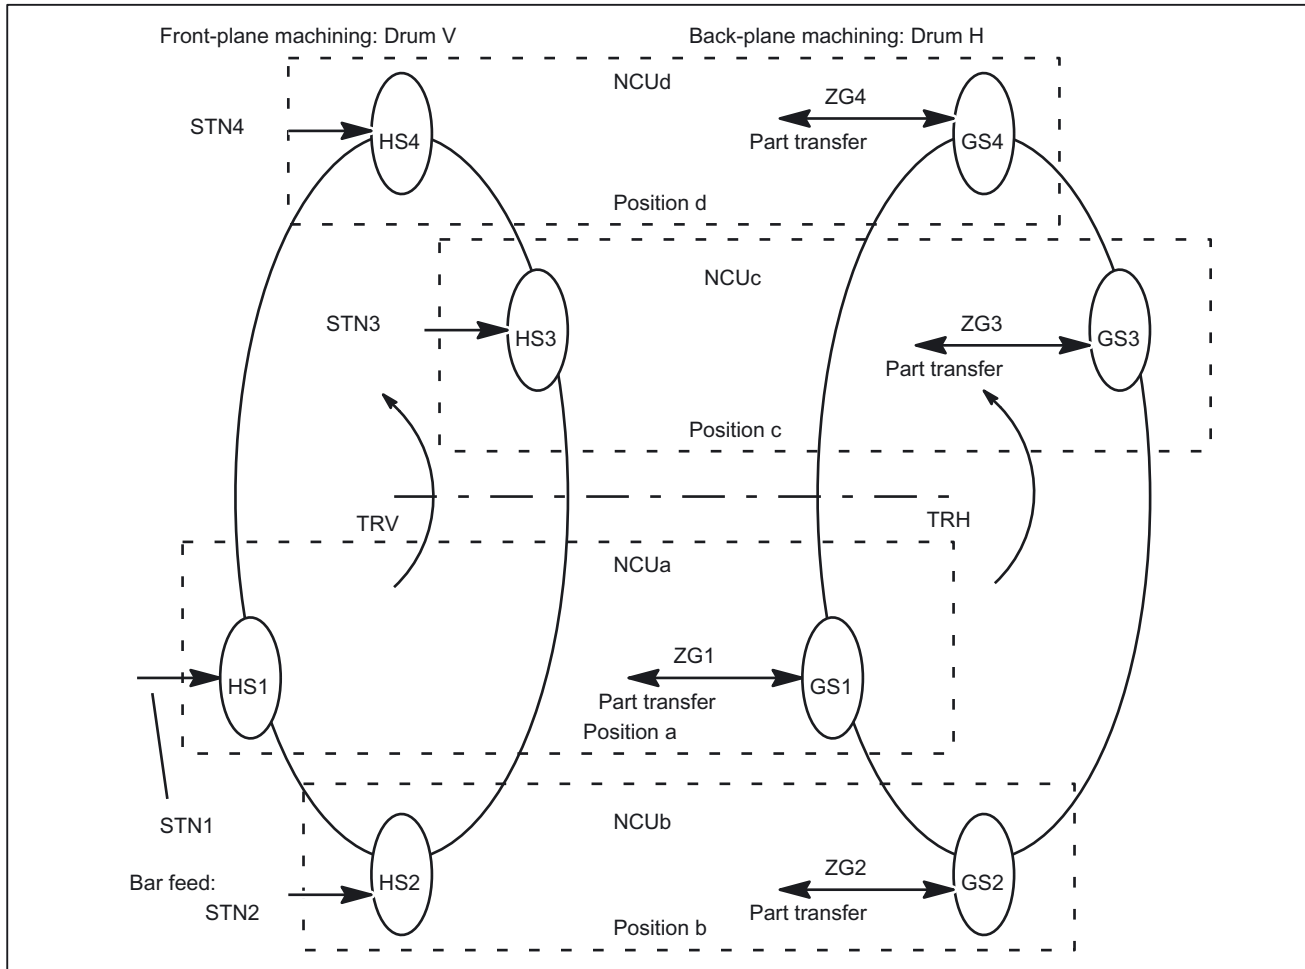 Front-plane machining: Drum V
Back-plane machining: Drum H
NCUd
ZG4
STN4
HS4
Part transfer
GS4
Position d
NCUc
STN3
HS3
ZG3
GS3
Part transfer
Position c
TRV
TRH
NCUa
ZG1
HS1
GS1
Part transfer
Position a
STN1
NCUb
Bar feed:
STN2
HS2
ZG2
GS2
Part transfer
Position b